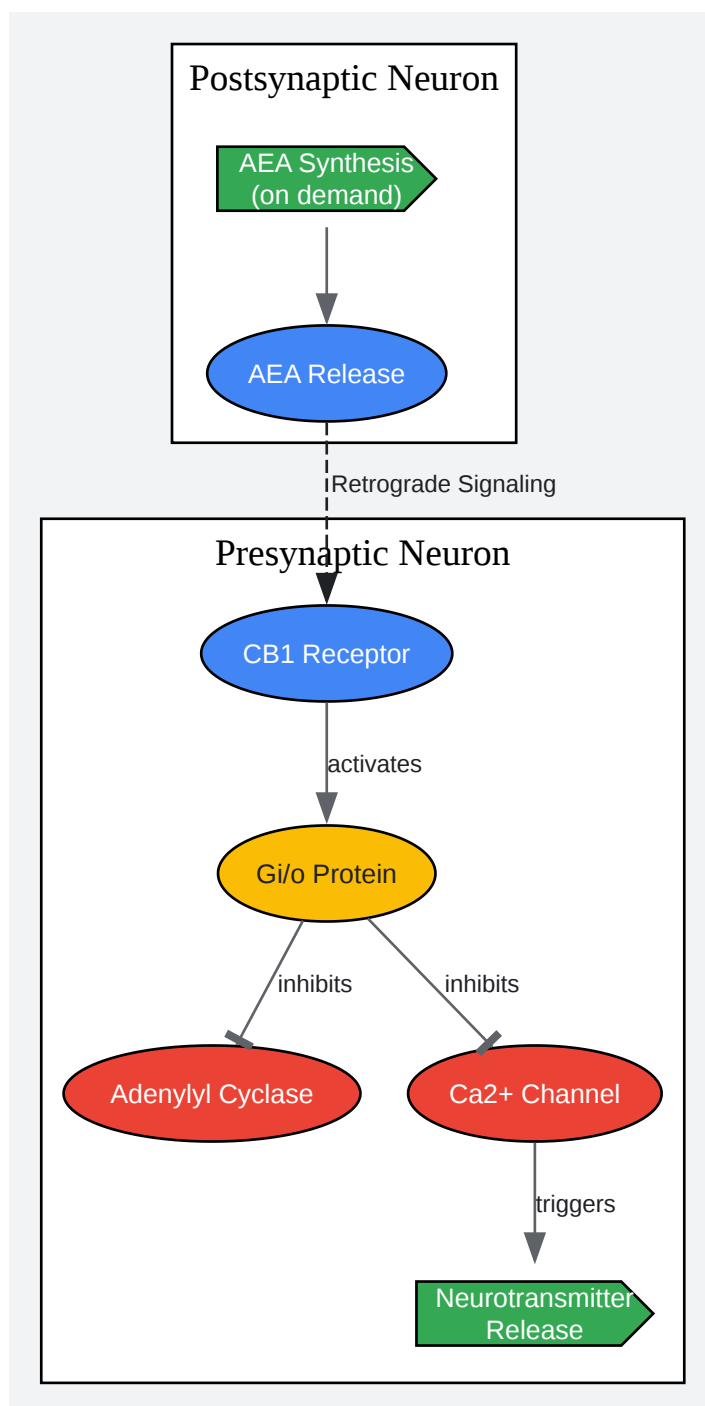 Postsynaptic Neuron
AEA Synthesis
(on demand)
AEA Release
Retrograde Signaling
Presynaptic Neuron
CB1 Receptor
activates
Gi/o Protein
inhibits
inhibits
Adenylyl Cyclase
Ca2+ Channel
triggers
Neurotransmitter
Release